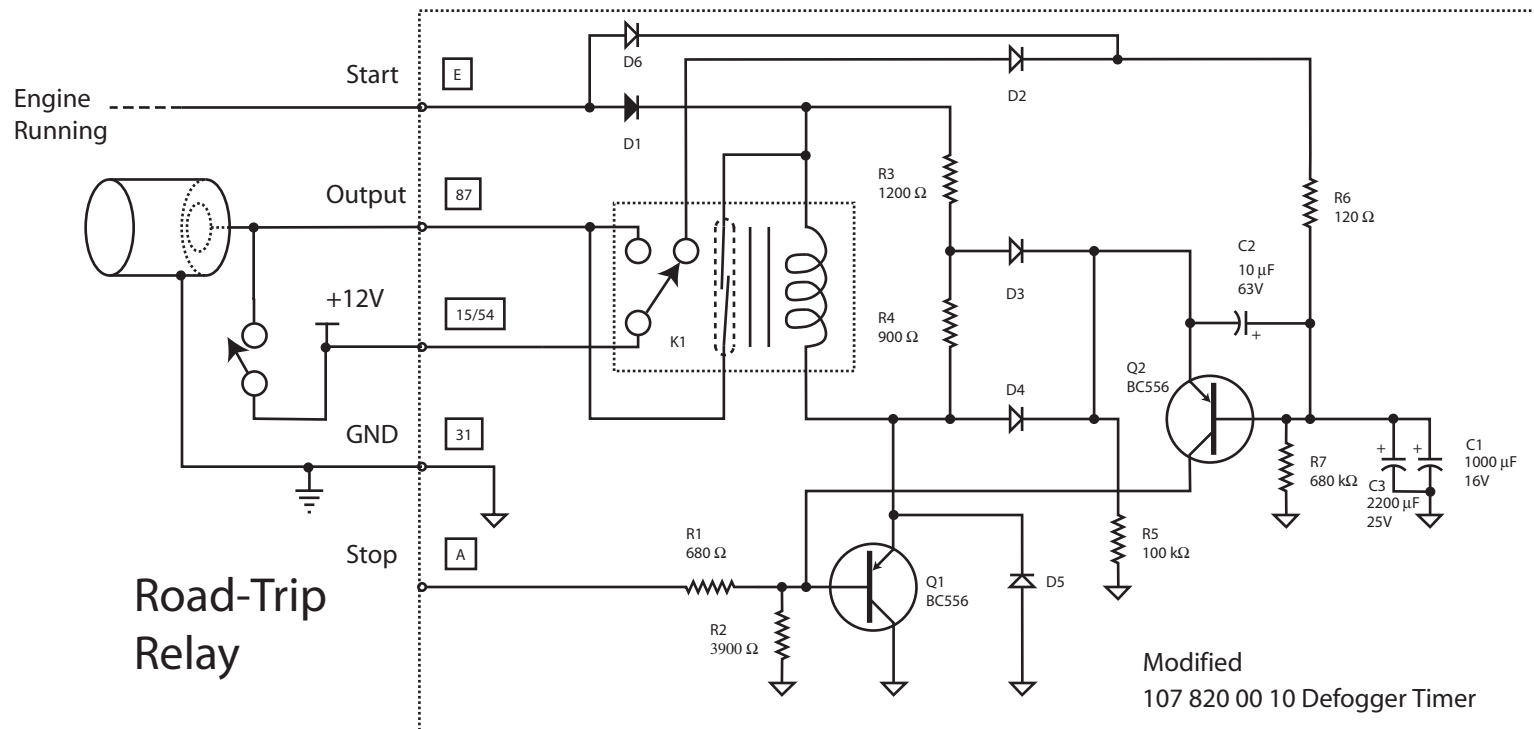 Engine
Running
Start
E
D6
D2
D1
Output
87
R3
1200 Ω
R6
120 Ω
C2
10 µF
63V
+
D3
+12V
15/54
K1
R4
900 Ω
Q2
BC556
D4
GND
31
R7
680 kΩ
+
+
C1
1000 µF
16V
C3
2200 µF
25V
Stop
A
R1
680 Ω
R5
100 kΩ
Q1
BC556
D5
R2
3900 Ω
Road-Trip
Relay
Modified
107 820 00 10 Defogger Timer